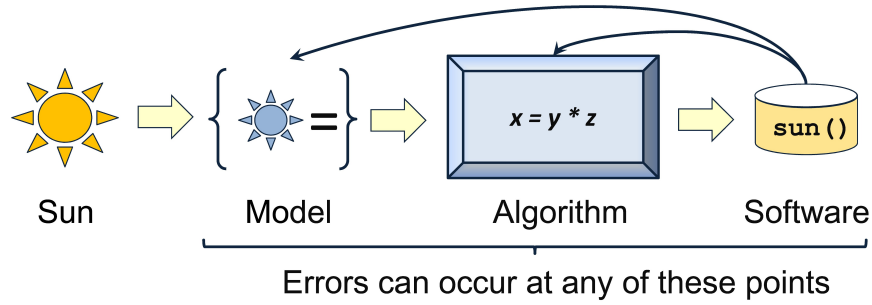 =
x = y * z
sun()
Sun
Model
Algorithm
Software
Errors can occur at any of these points